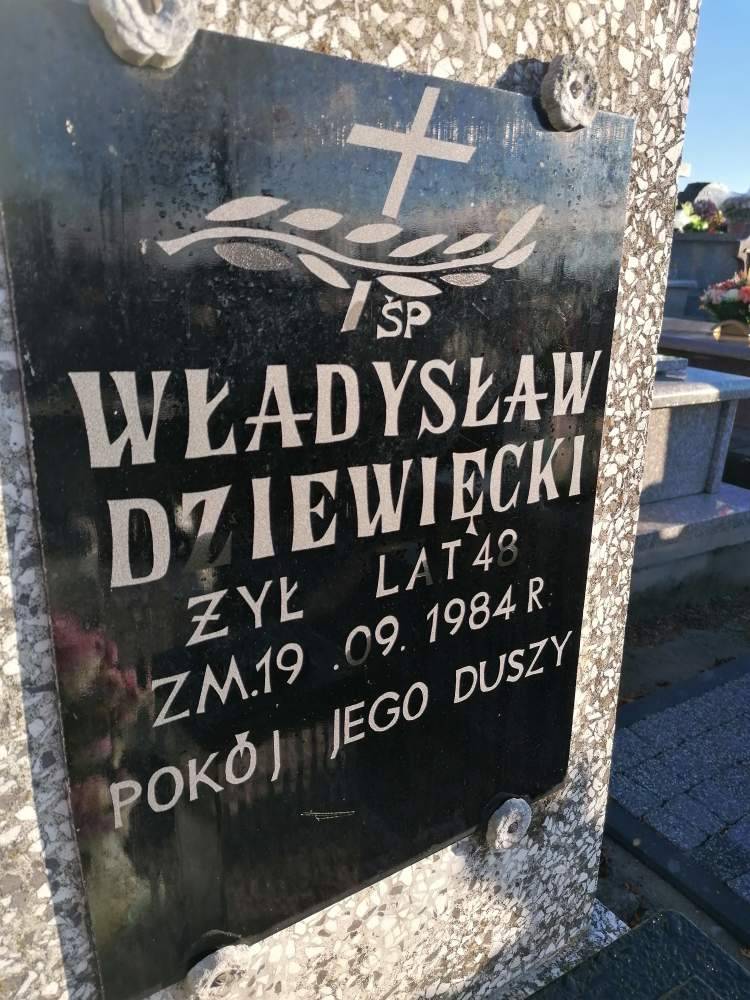 ŚP
WŁADYSŁAW
DZIEWIĘCKI
ŻYŁ LAT 48
ZM. 19.09.1984 R
POKÓJ JEGO DUSZY